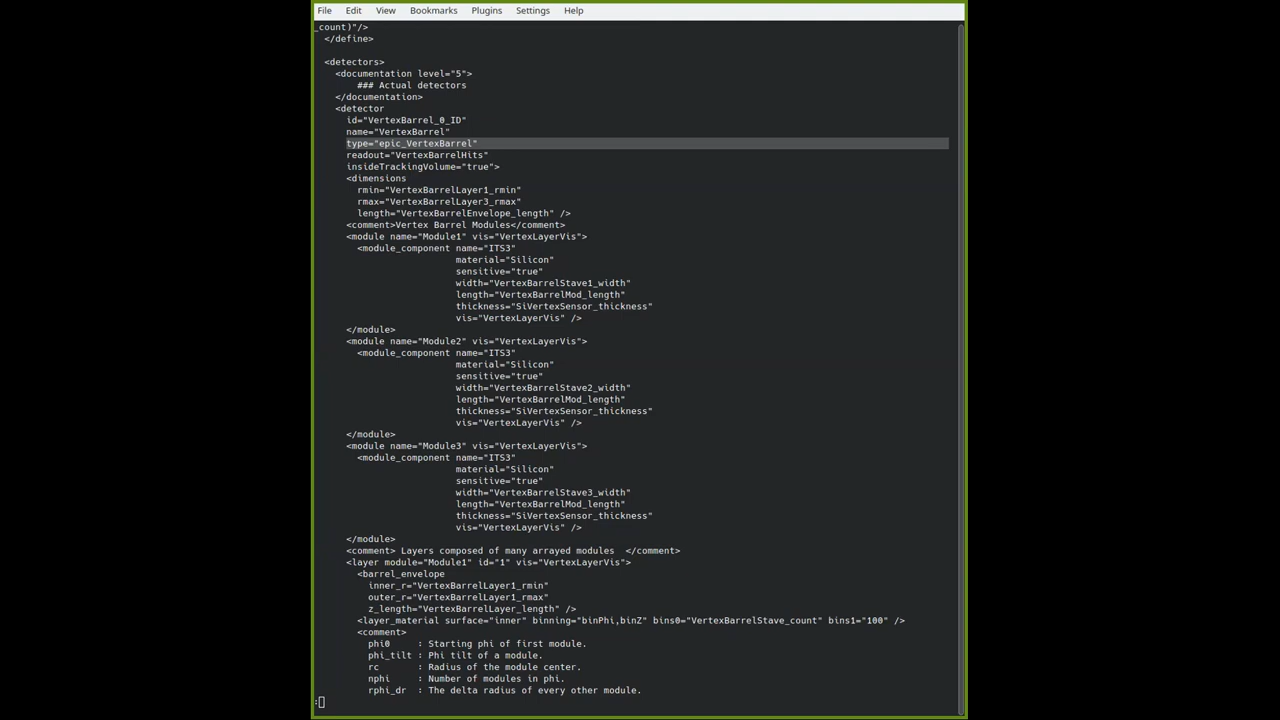 File Edit View Bookmarks Plugins Settings Help
_count)"/>
</define>
<detectors>
<documentation level="5">
### Actual detectors
</documentation>
<detector
id="VertexBarrel_0_ID"
name="VertexBarrel"
type="epic_VertexBarrel"
readout="VertexBarrelHits"
insideTrackingVolume="true">
<dimensions
rmin="VertexBarrelLayer1_rmin"
rmax="VertexBarrelLayer3_rmax"
length="VertexBarrelEnvelope_length" />
<comment>Vertex Barrel Modules</comment>
<module name="Module1" vis="VertexLayerVis">
<module_component name="ITS3"
material="Silicon"
sensitive="true"
width="VertexBarrelStave1_width"
length="VertexBarrelMod_length"
thickness="SiVertexSensor_thickness"
vis="VertexLayerVis" />
</module>
<module name="Module2" vis="VertexLayerVis">
<module_component name="ITS3"
material="Silicon"
sensitive="true"
width="VertexBarrelStave2_width"
length="VertexBarrelMod_length"
thickness="SiVertexSensor_thickness"
vis="VertexLayerVis" />
</module>
<module name="Module3" vis="VertexLayerVis">
<module_component name="ITS3"
material="Silicon"
sensitive="true"
width="VertexBarrelStave3_width"
length="VertexBarrelMod_length"
thickness="SiVertexSensor_thickness"
vis="VertexLayerVis" />
</module>
<comment> Layers composed of many arrayed modules  </comment>
<layer module="Module1" id="1" vis="VertexLayerVis">
<barrel_envelope
inner_r="VertexBarrelLayer1_rmin"
outer_r="VertexBarrelLayer1_rmax"
z_length="VertexBarrelLayer_length" />
<layer_material surface="inner" binning="binPhi,binZ" bins0="VertexBarrelStave_count" bins1="100" />
<comment>
phi0     : Starting phi of first module.
phi_tilt : Phi tilt of a module.
rc       : Radius of the module center.
nphi     : Number of modules in phi.
rphi_dr  : The delta radius of every other module.
: